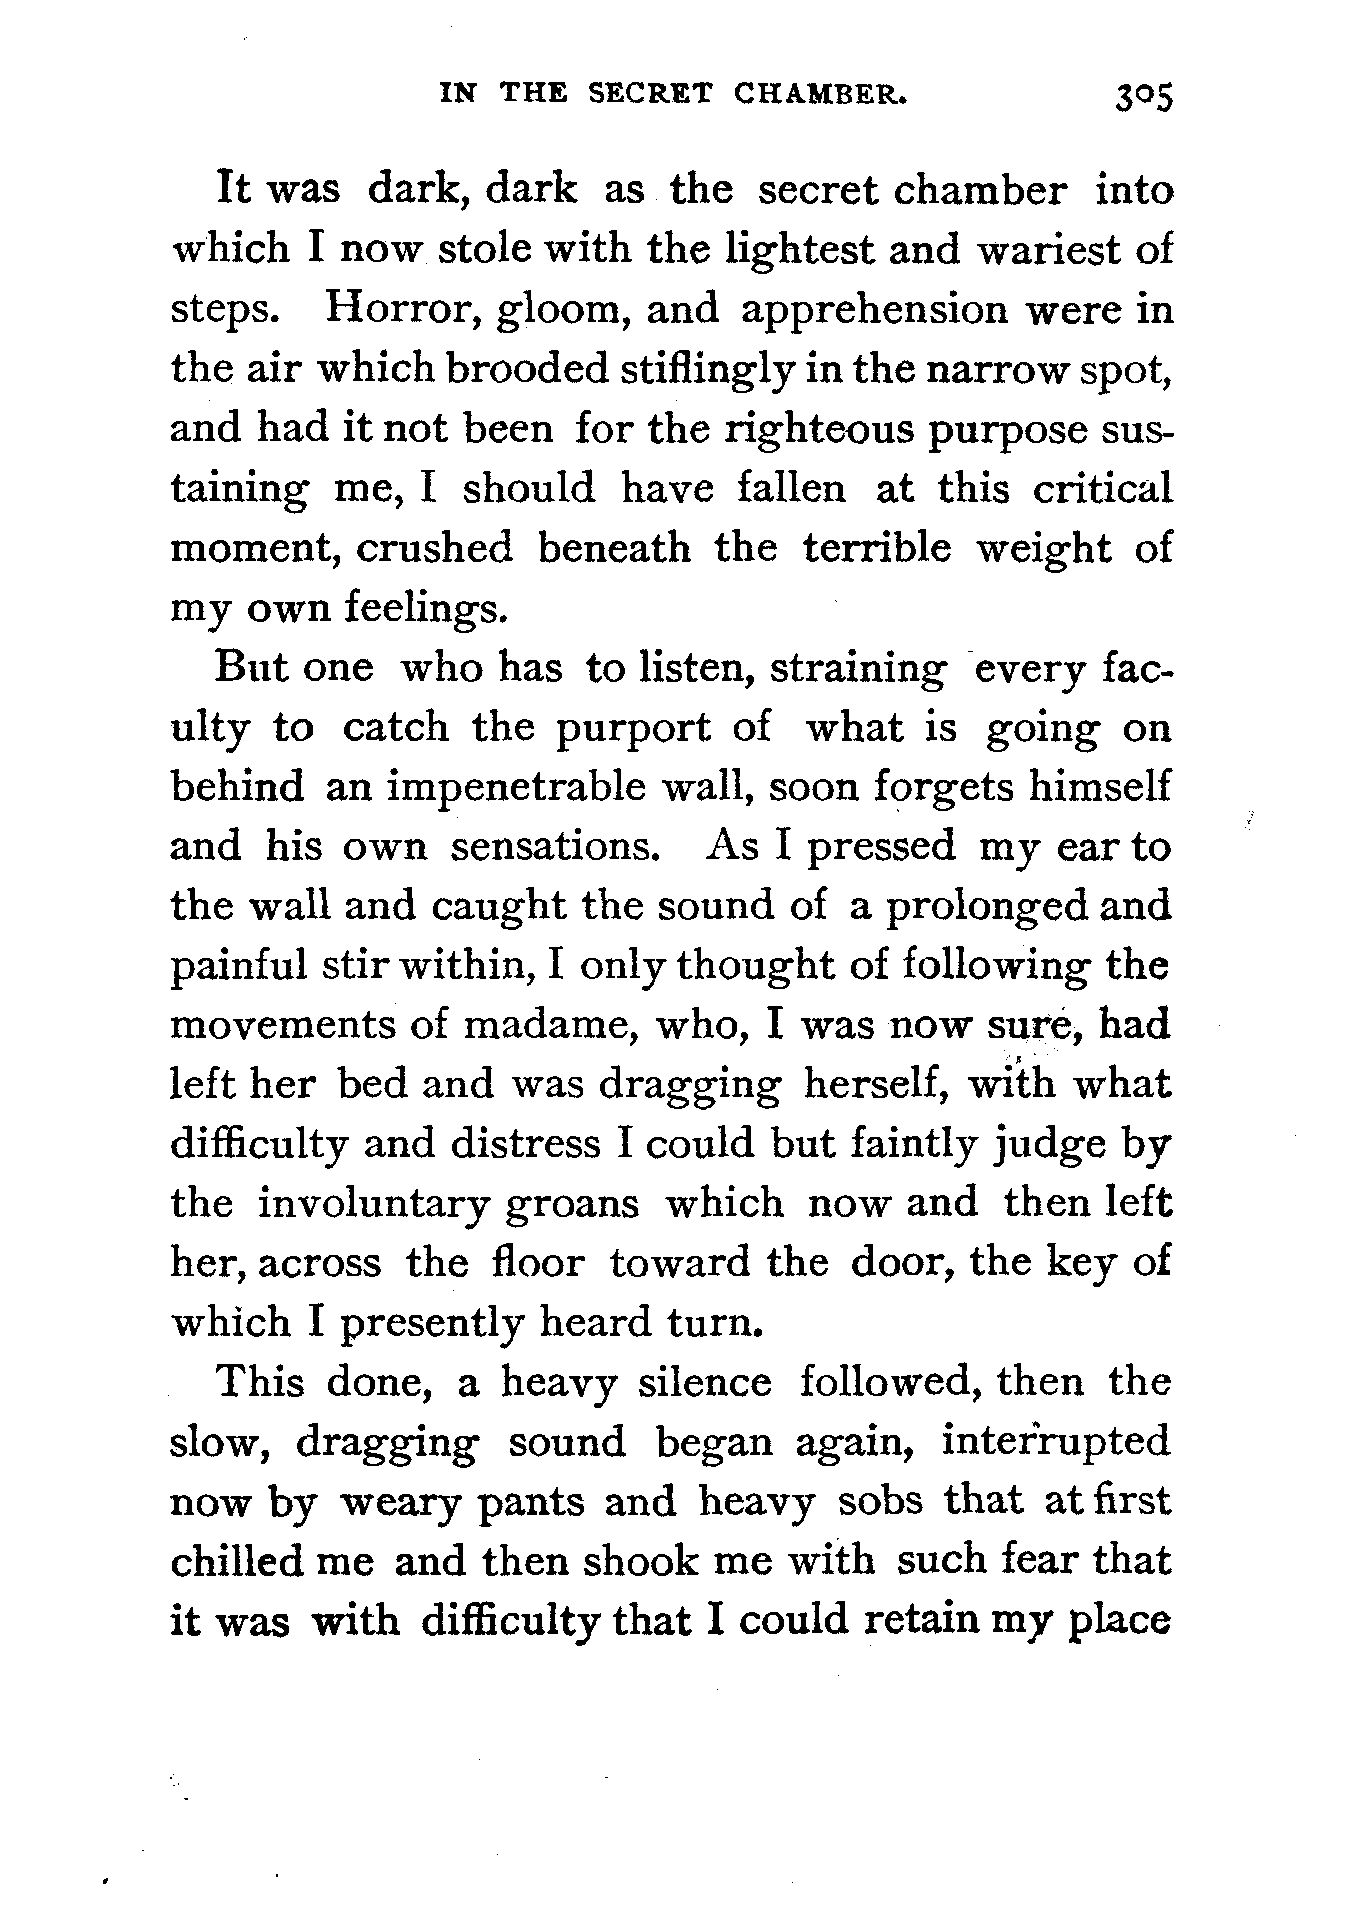 IN THE SECRET CHAMBER. 305
It was dark, dark as the secret chamber into
which I now stole with the lightest and wariest of
steps. Horror, gloom, and apprehension were in
the air which brooded stiflingly in the narrow spot,
and had it not been for the righteous purpose sus-
taining me, I should have fallen at this critical
moment, crushed beneath the terrible weight of
my own feelings.
But one who has to listen, straining every fac-
ulty to catch the purport of what is going on
behind an impenetrable wall, soon forgets himself
and his own sensations. As I pressed my ear to
the wall and caught the sound of a prolonged and
painful stir within, I only thought of following the
movements of madame, who, I was now sure, had
left her bed and was dragging herself, with what
difficulty and distress I could but faintly judge by
the involuntary groans which now and then left
her, across the floor toward the door, the key of
which I presently heard turn.
This done, a heavy silence followed, then the
slow, dragging sound began again, interrupted
now by weary pants and heavy sobs that at first
chilled me and then shook me with such fear that
it was with difficulty that I could retain my place